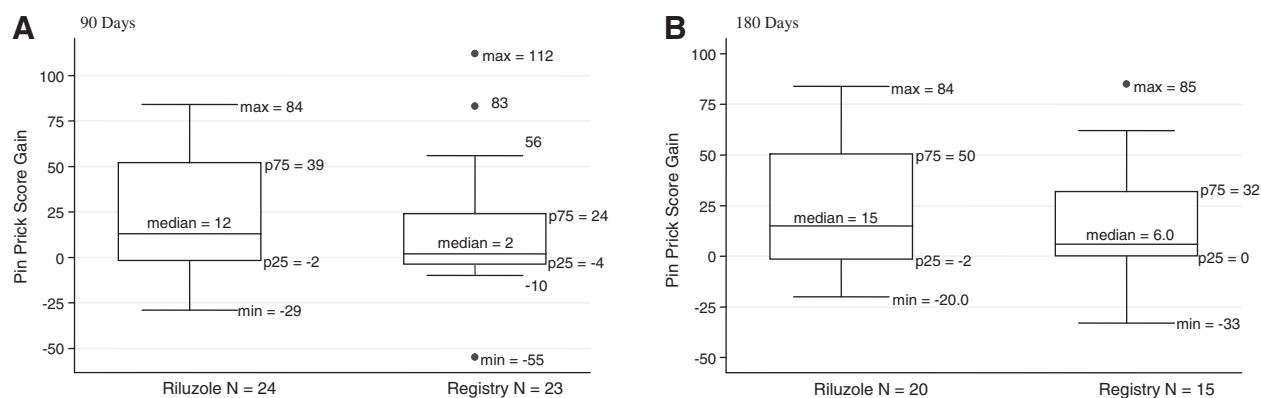 A
90 Days
Pin Prick Score Gain
100
75
50
25
0
-25
-50
max = 84
p75 = 39
median = 12
p25 = -2
min = -29
max = 112
83
56
p75 = 24
median = 2
p25 = -4
-10
min = -55
Riluzole N = 24
Registry N = 23
B
180 Days
Pin Prick Score Gain
100
75
50
25
0
-25
-50
max = 84
p75 = 50
median = 15
p25 = -2
min = -20.0
max = 85
p75 = 32
median = 6.0
p25 = 0
min = -33
Riluzole N = 20
Registry N = 15